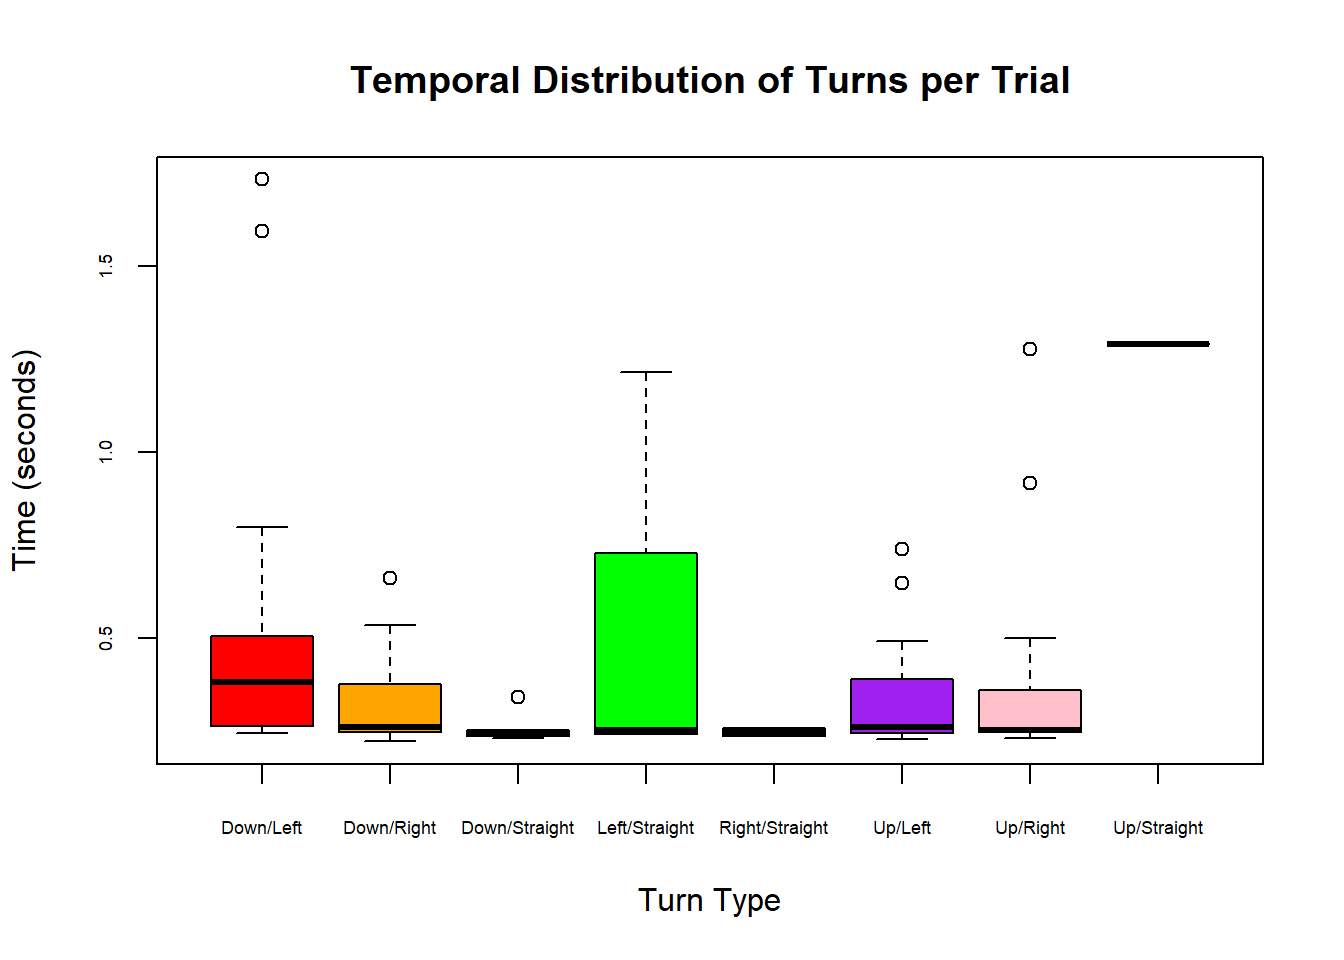 Temporal Distribution of Turns per Trial
Time (seconds)
1.5
1.0
0.5
Down/Left Down/Right Down/Straight Left/Straight Right/Straight Up/Left Up/Right Up/Straight
Turn Type